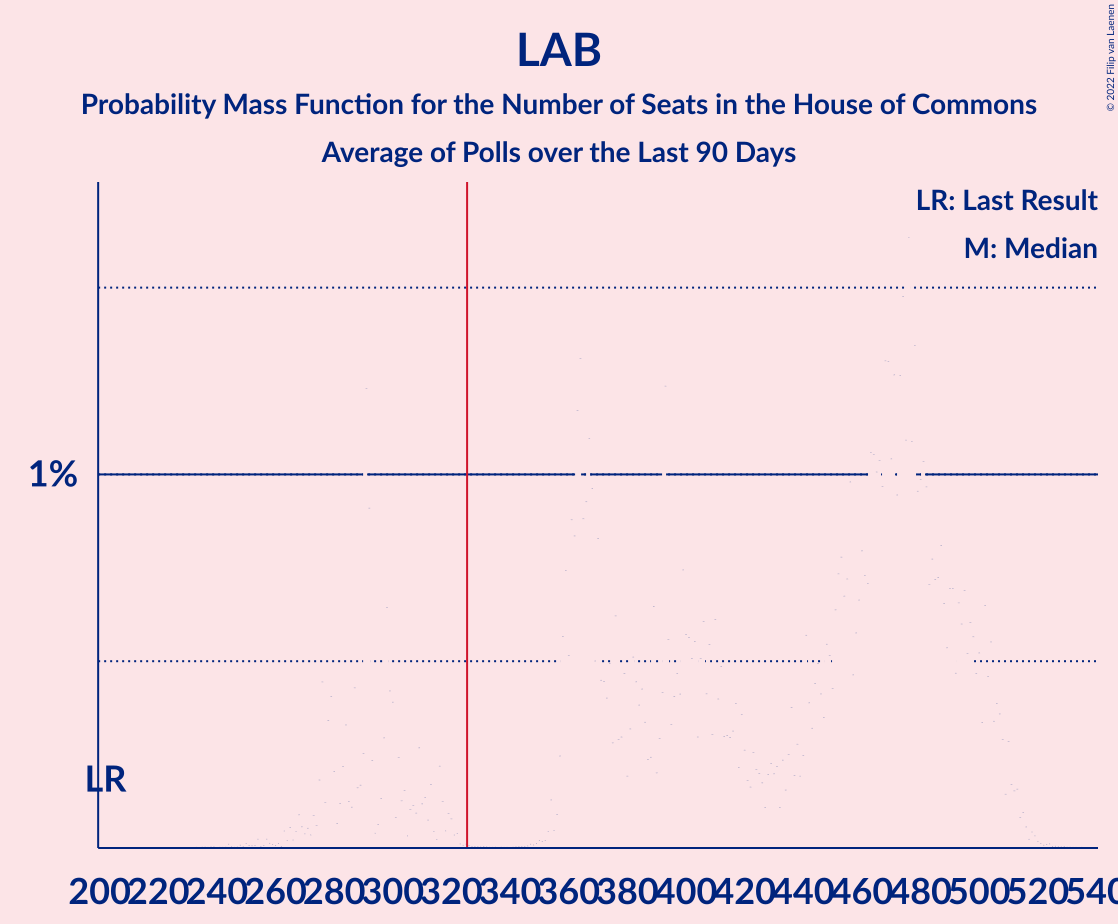 LAB
Probability Mass Function for the Number of Seats in the House of Commons
Average of Polls over the Last 90 Days
© 2022 Filip van Laenen
LR: Last Result
M: Median
1%
LR
200 220 240 260 280 300 320 340 360 380 400 420 440 460 480 500 520 540